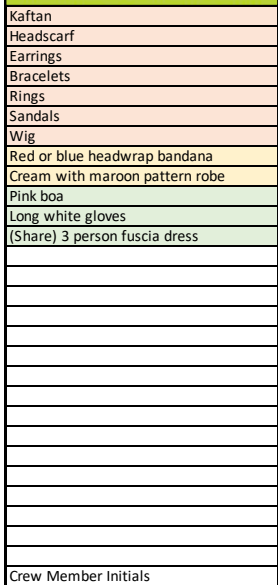 Kaftan
Headscarf
Earrings
Bracelets
Rings
Sandals
Wig
Red or blue headwrap bandana
Cream with maroon pattern robe
Pink boa
Long white gloves
(Share) 3 person fuscia dress
Crew Member Initials